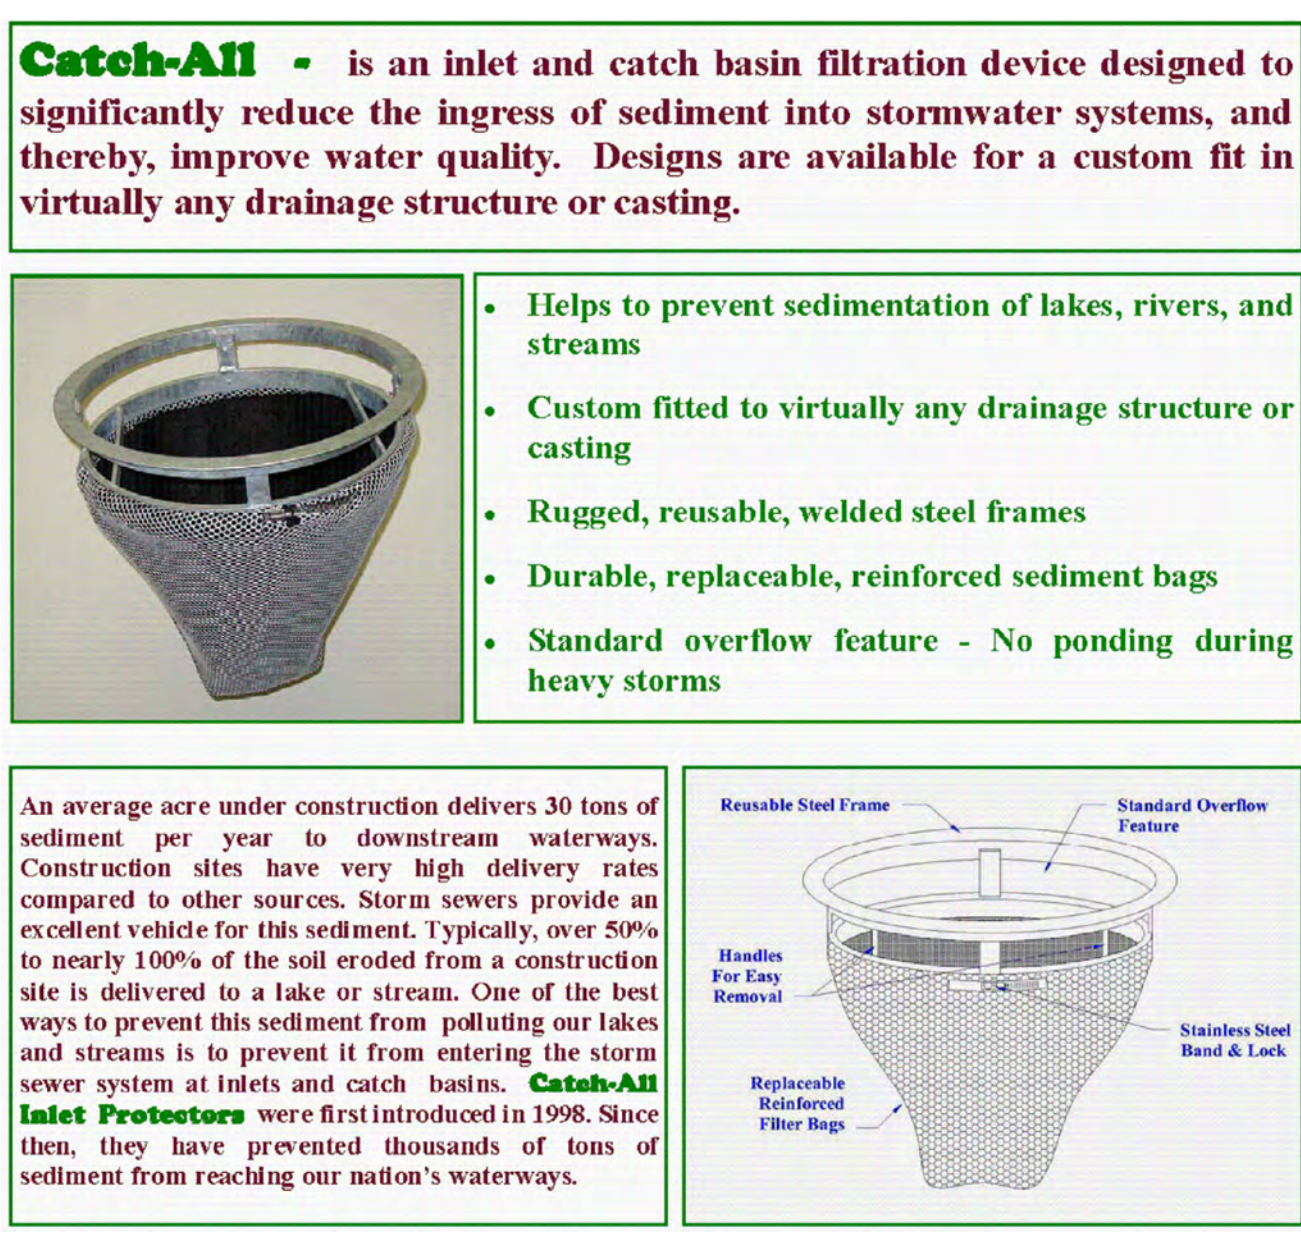 Catch-All - is an inlet and catch basin filtration device designed to
significantly reduce the ingress of sediment into stormwater systems, and
thereby, improve water quality. Designs are available for a custom fit in
virtually any drainage structure or casting.
• Helps to prevent sedimentation of lakes, rivers, and
streams
• Custom fitted to virtually any drainage structure or
casting
• Rugged, reusable, welded steel frames
• Durable, replaceable, reinforced sediment bags
• Standard overflow feature - No ponding during
heavy storms
An average acre under construction delivers 30 tons of
sediment per year to downstream waterways.
Construction sites have very high delivery rates
compared to other sources. Storm sewers provide an
excellent vehicle for this sediment. Typically, over 50%
to nearly 100% of the soil eroded from a construction
site is delivered to a lake or stream. One of the best
ways to prevent this sediment from polluting our lakes
and streams is to prevent it from entering the storm
sewer system at inlets and catch basins. Catch-All
Inlet Protectors were first introduced in 1998. Since
then, they have prevented thousands of tons of
sediment from reaching our nation's waterways.
Reusable Steel Frame
Standard Overflow
Feature
Handles
For Easy
Removal
Stainless Steel
Band & Lock
Replaceable
Reinforced
Filter Bags